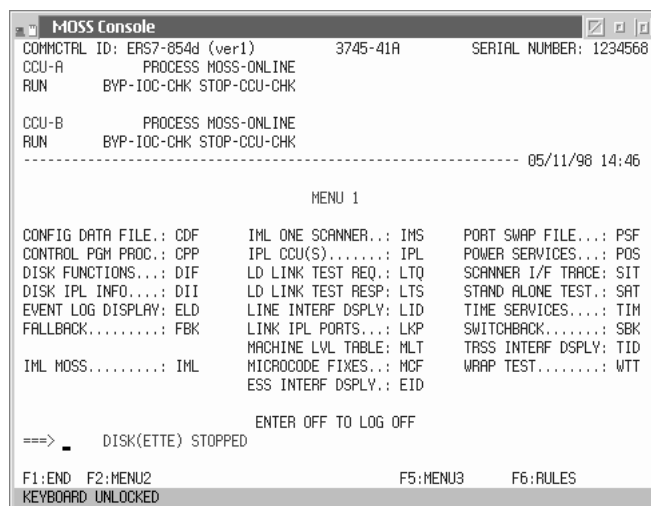 MOSS Console
COMMCTRL ID: ERS7-854d (ver1) 3745-41A SERIAL NUMBER: 1234568
CCU-A PROCESS MOSS-ONLINE
RUN BYP-IOC-CHK STOP-CCU-CHK
CCU-B PROCESS MOSS-ONLINE
RUN BYP-IOC-CHK STOP-CCU-CHK
--------------------------------------------------------------- 05/11/98 14:46
MENU 1
CONFIG DATA FILE.: CDF IML ONE SCANNER..: IMS PORT SWAP FILE...: PSF
CONTROL PGM PROC.: CPP IPL CCU(S).......: IPL POWER SERVICES...: POS
DISK FUNCTIONS...: DIF LD LINK TEST REQ.: LTQ SCANNER I/F TRACE: SIT
DISK IPL INFO....: DII LD LINK TEST RESP: LTS STAND ALONE TEST.: SAT
EVENT LOG DISPLAY: ELD LINE INTERF DSPLY: LID TIME SERVICES....: TIM
FALLBACK.........: FBK LINK IPL PORTS...: LKP SWITCHBACK.......: SBK
MACHINE LVL TABLE: MLT TRSS INTERF DSPLY: TID
IML MOSS.........: IML MICROCODE FIXES..: MCF WRAP TEST........: WTT
ESS INTERF DSPLY.: EID
ENTER OFF TO LOG OFF
===> _ DISK(ETTE) STOPPED
F1:END F2:MENU2 F5:MENU3 F6:RULES
KEYBOARD UNLOCKED